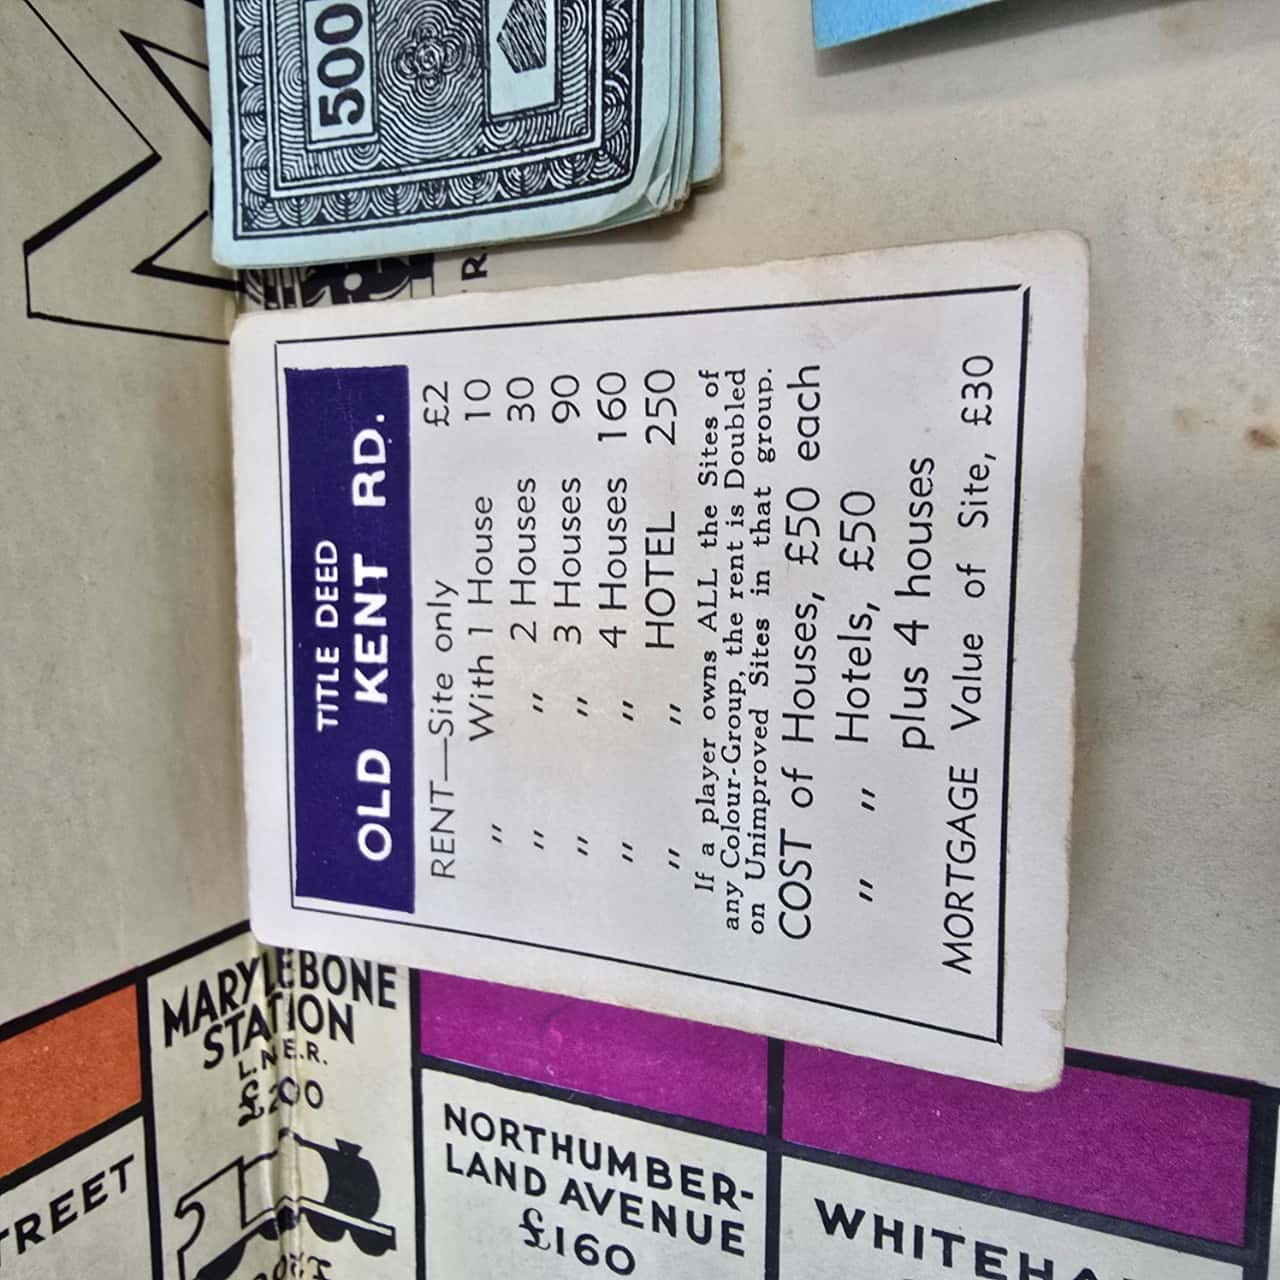 500
R
TITLE DEED
OLD KENT RD.
RENT—Site only £2
„ With 1 House 10
„ „ 2 Houses 30
„ „ 3 Houses 90
„ „ 4 Houses 160
„ „ HOTEL 250
If a player owns ALL the Sites of
any Colour-Group, the rent is Doubled
on Unimproved Sites in that group.
COST of Houses, £50 each
„ „ Hotels, £50
plus 4 houses
MORTGAGE Value of Site, £30
MARYLEBONE
STATION
L.N.E.R.
£200
NORTHUMBER-
LAND AVENUE
£160